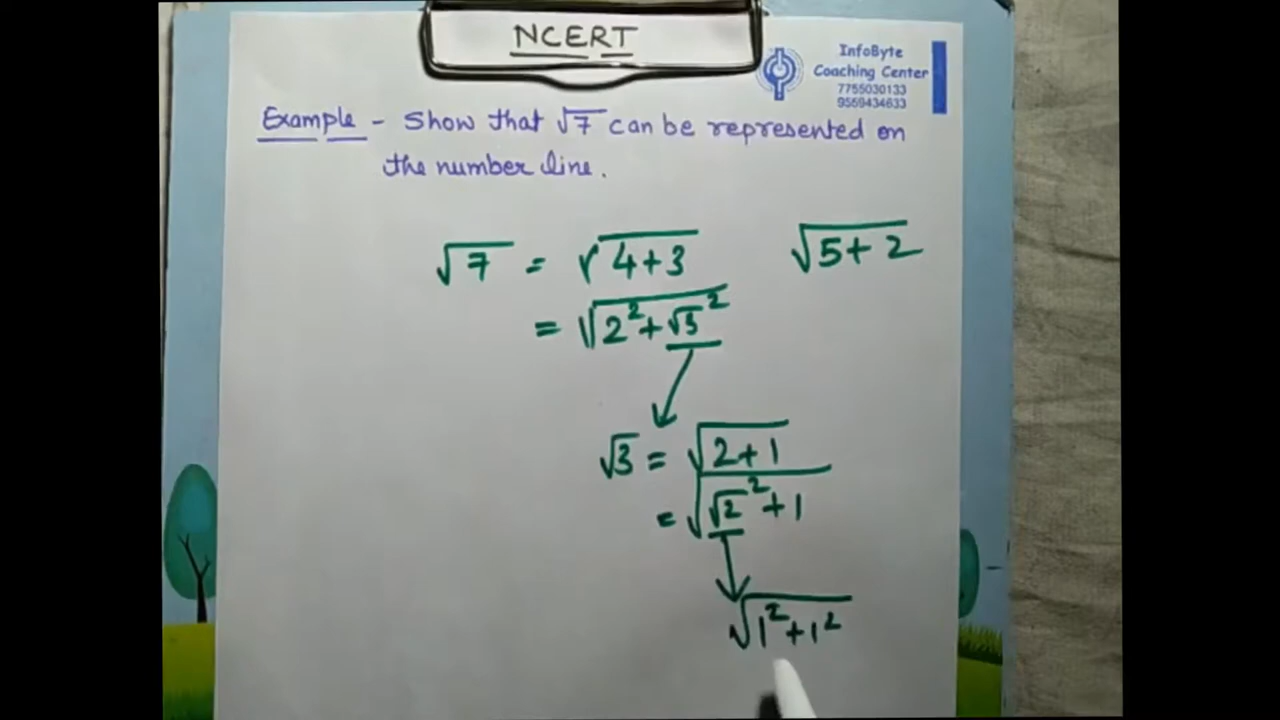 NCERT
InfoByte
Coaching Center
7755030133
9559434633
Example - Show that √7 can be represented on
the number line.
√7 = √4+3
√5+2
= √2²+√3²
√3 = √2+1
= √√2²+1
√1²+1²